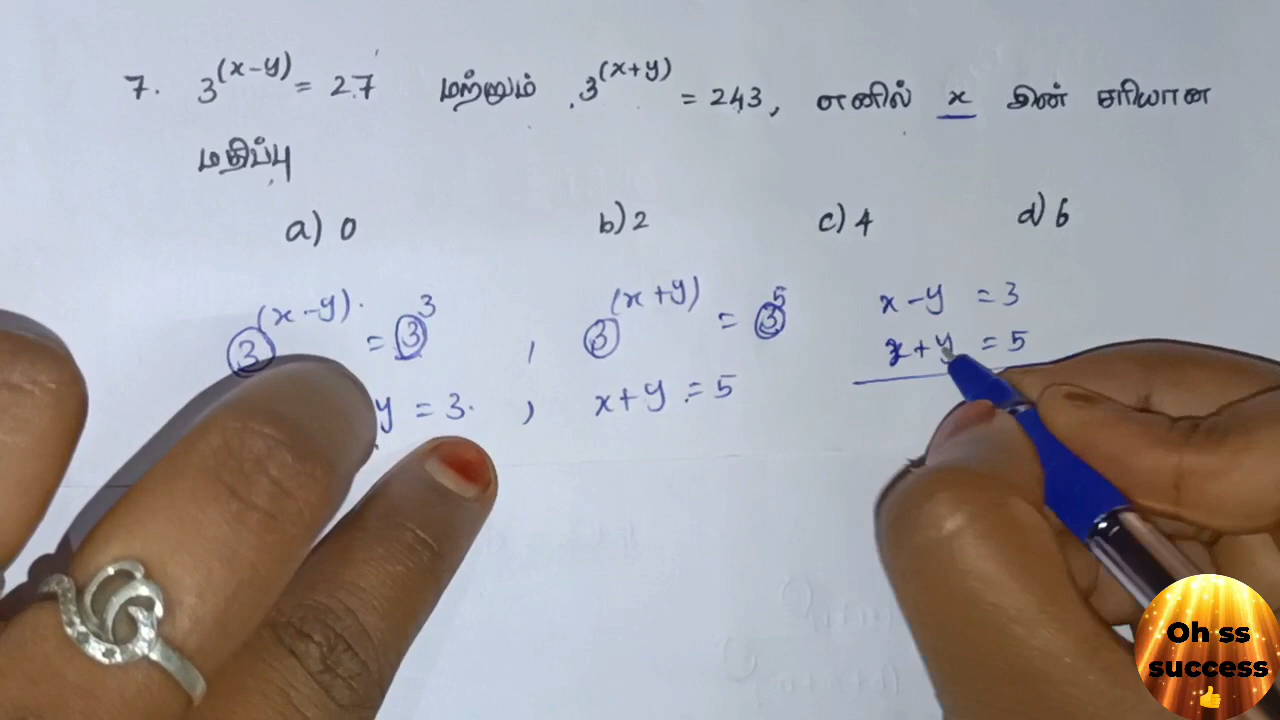 7. 3^(x-y) = 27 மற்றும் 3^(x+y) = 243, எனில் x இன் சரியான
மதிப்பு
a) 0 b) 2 c) 4 d) 6
3^(x-y) = 3^3 , 3^(x+y) = 3^5
y = 3. , x+y = 5
x-y = 3
x+y = 5
Oh ss
success